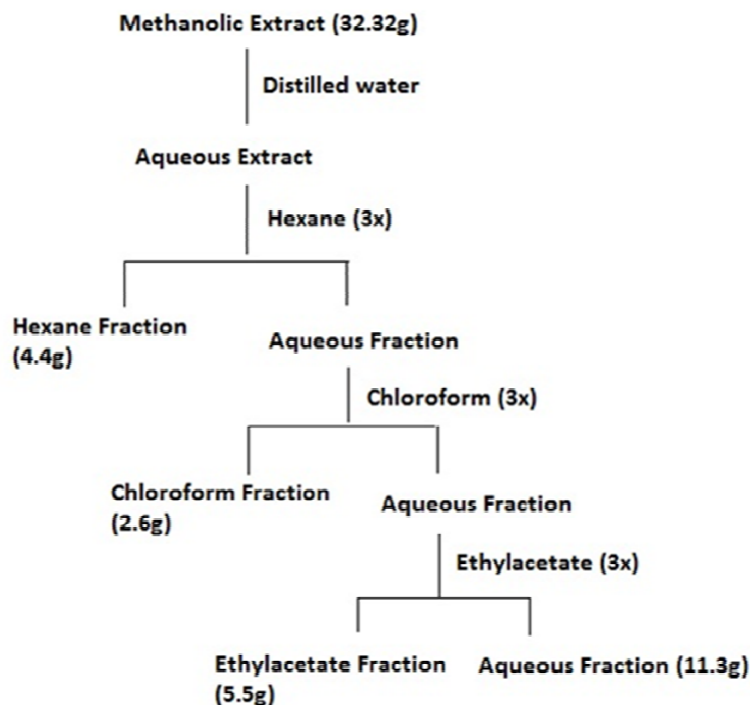 Methanolic Extract (32.32g)
Distilled water
Aqueous Extract
Hexane (3x)
Hexane Fraction
(4.4g)
Aqueous Fraction
Chloroform (3x)
Chloroform Fraction
(2.6g)
Aqueous Fraction
Ethylacetate (3x)
Ethylacetate Fraction
(5.5g)
Aqueous Fraction (11.3g)